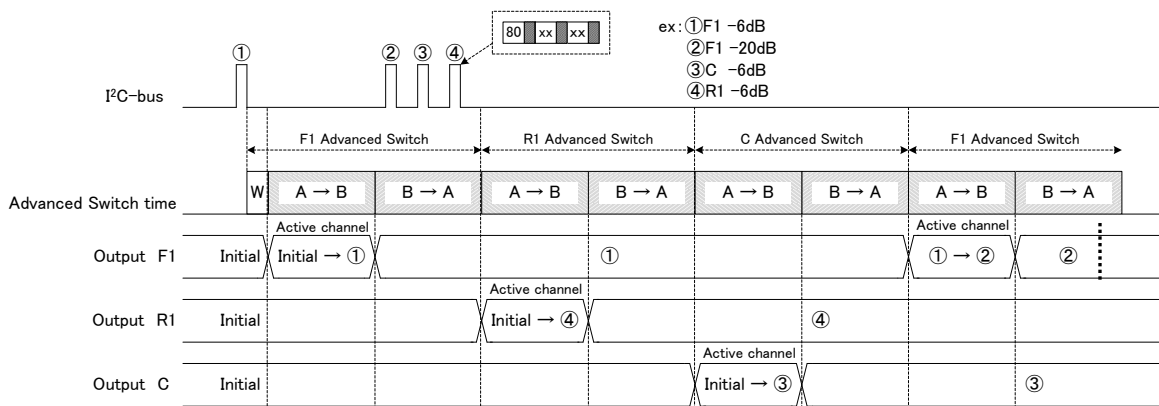 80 xx xx
ex: ①F1 -6dB
②F1 -20dB
③C -6dB
④R1 -6dB
① ② ③ ④
I²C-bus
F1 Advanced Switch R1 Advanced Switch C Advanced Switch F1 Advanced Switch
Advanced Switch time W A → B B → A A → B B → A A → B B → A A → B B → A
Active channel Active channel
Output F1 Initial Initial → ① ① ① → ② ②
Active channel
Output R1 Initial Initial → ④ ④
Active channel
Output C Initial Initial → ③ ③